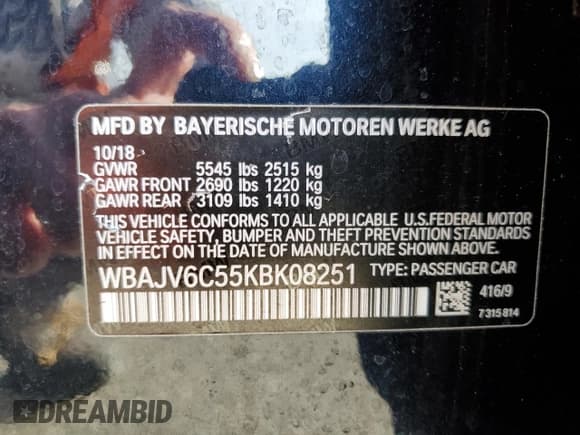 MFD BY BAYERISCHE MOTOREN WERKE AG
10/18
GVWR 5545 lbs 2515 kg
GAWR FRONT 2690 lbs 1220 kg
GAWR REAR 3109 lbs 1410 kg
THIS VEHICLE CONFORMS TO ALL APPLICABLE U.S.FEDERAL MOTOR
VEHICLE SAFETY, BUMPER AND THEFT PREVENTION
STANDARDS IN EFFECT ON THE DATE OF
MANUFACTURE SHOWN ABOVE.
WBAJV6C55KBK08251 TYPE: PASSENGER CAR
416/9
7315814
DREAMBID